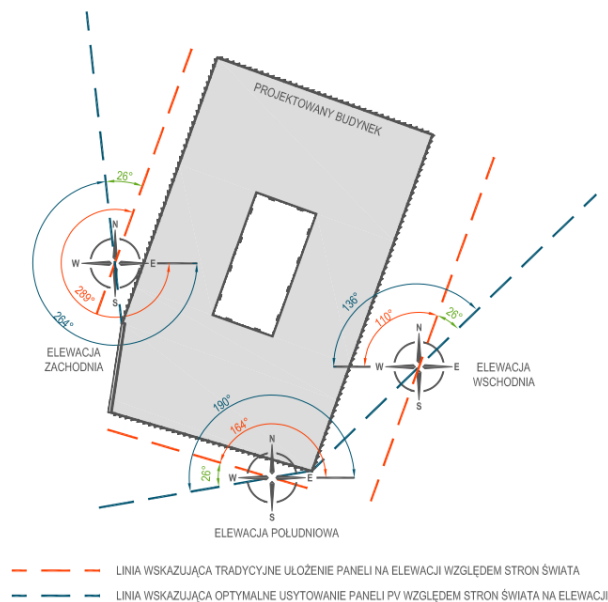 PROJEKTOWANY BUDYNEK
26°
N
W
E
S
289°
264°
ELEWACJA
ZACHODNIA
136°
110°
26°
N
W
E
S
ELEWACJA
WSCHODNIA
190°
164°
26°
N
W
E
S
ELEWACJA POŁUDNIOWA
LINIA WSKAZUJĄCA TRADYCYJNE UŁOŻENIE PANELI NA ELEWACJI WZGLĘDEM STRON ŚWIATA
LINIA WSKAZUJĄCA OPTYMALNE USYTOWANIE PANELI PV WZGLĘDEM STRON ŚWIATA NA ELEWACJI